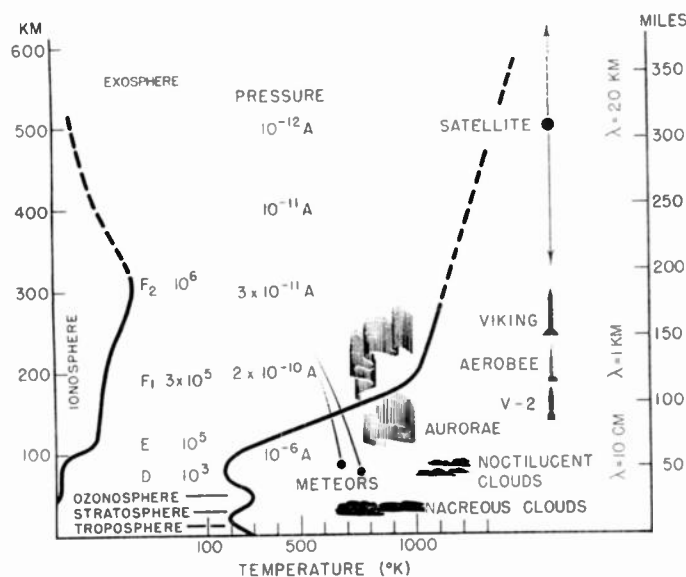 KM
MILES
600
EXOSPHERE
350
λ = 20 KM
PRESSURE
500
10⁻¹² A
SATELLITE
300
10⁻¹¹ A
400
250
F₂ 10⁶
3 x 10⁻¹¹ A
300
200
VIKING
IONOSPHERE
150
λ = 1 KM
AEROBEE
F₁ 3x10⁵
2 x 10⁻¹⁰ A
200
100
V-2
AURORAE
E 10⁵
10⁻⁶ A
100
NOCTILUCENT
CLOUDS
50
λ = 10 CM
D 10³
METEORS
OZONOSPHERE
STRATOSPHERE
NACREOUS CLOUDS
TROPOSPHERE
100
500
1000
TEMPERATURE (°K)